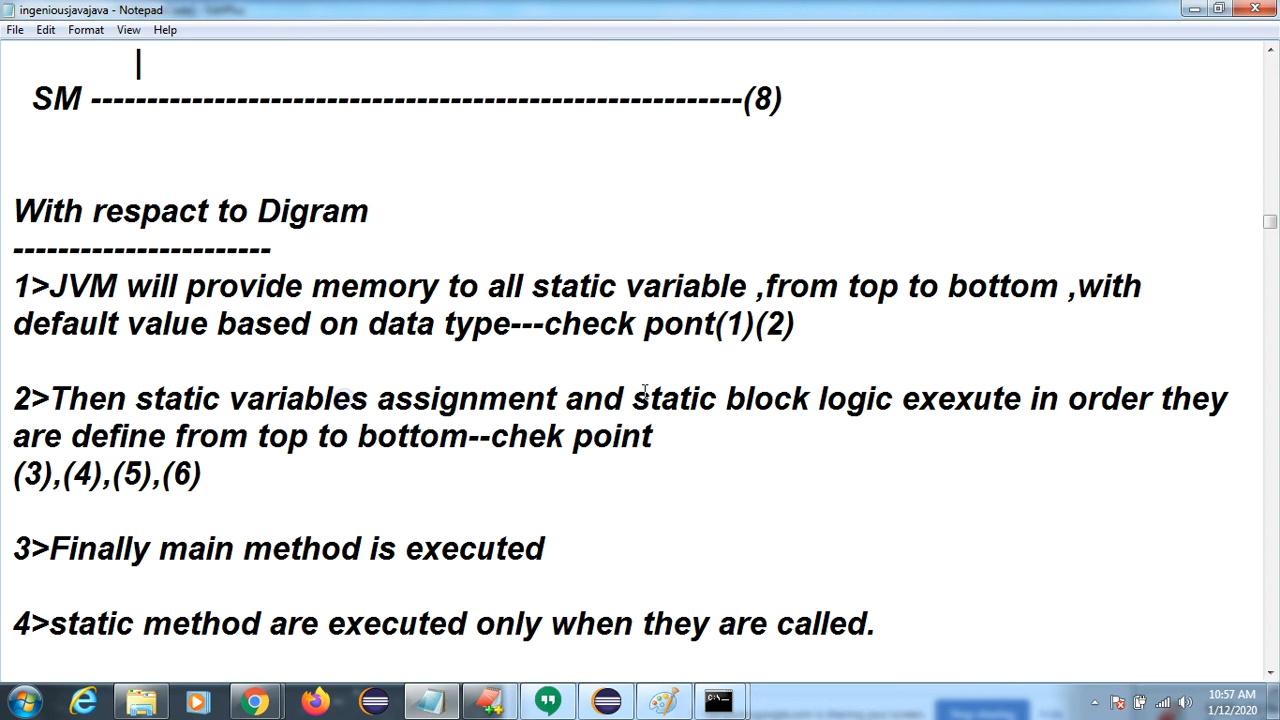 ingeniousjavajava - Notepad
File Edit Format View Help
|
SM ----------------------------------------------------------(8)
With respact to Digram
-----------------------
1>JVM will provide memory to all static variable ,from top to bottom ,with
default value based on data type---check pont(1)(2)
2>Then static variables assignment and static block logic exexute in order they
are define from top to bottom--chek point
(3),(4),(5),(6)
3>Finally main method is executed
4>static method are executed only when they are called.
10:57 AM
1/12/2020